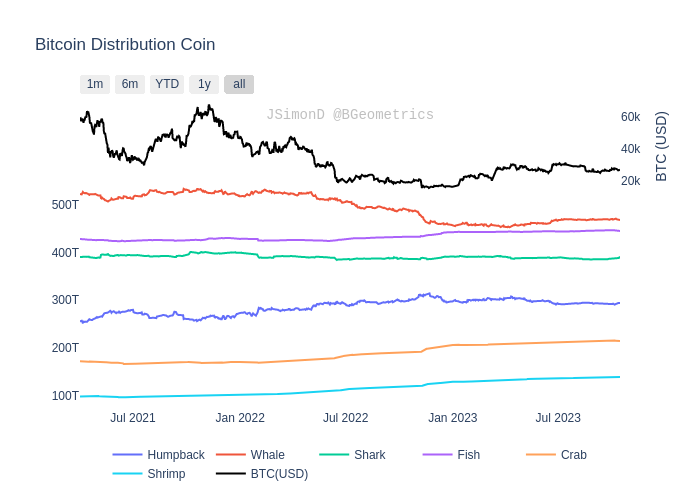 Bitcoin Distribution Coin
1m 6m YTD 1y all
JSimonD @BGeometrics
60k
40k
20k
BTC (USD)
500T
400T
300T
200T
100T
Jul 2021 Jan 2022 Jul 2022 Jan 2023 Jul 2023
Humpback Whale Shark Fish Crab
Shrimp BTC(USD)